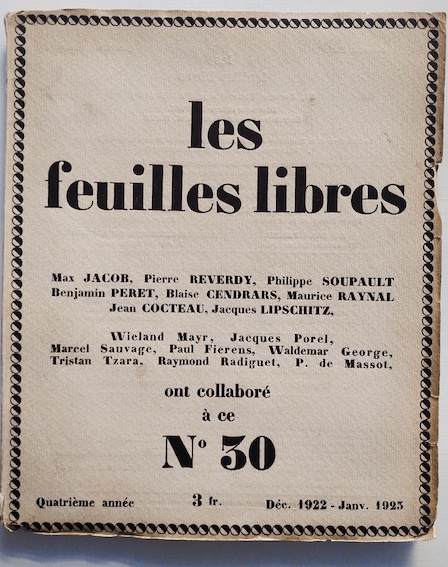 les
feuilles libres
Max JACOB, Pierre REVERDY, Philippe SOUPAULT
Benjamin PERET, Blaise CENDRARS, Maurice RAYNAL
Jean COCTEAU, Jacques LIPSCHITZ,
Wieland Mayr, Jacques Porel,
Marcel Sauvage, Paul Fierens, Waldemar George,
Tristan Tzara, Raymond Radiguet, P. de Massot,
ont collaboré
à ce
N° 30
Quatrième année 3 fr. Déc. 1922 - Janv. 1923